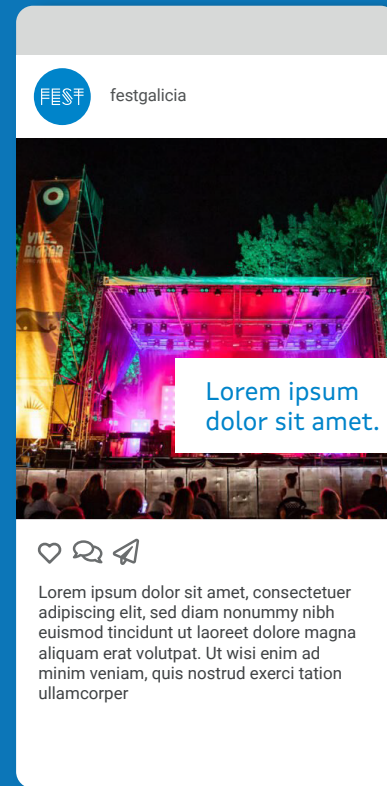 FEST
festgalicia
VIVE
Lorem ipsum
dolor sit amet.
Lorem ipsum dolor sit amet, consectetuer
adipiscing elit, sed diam nonummy nibh
euismod tincidunt ut laoreet dolore magna
aliquam erat volutpat. Ut wisi enim ad
minim veniam, quis nostrud exerci tation
ullamcorper